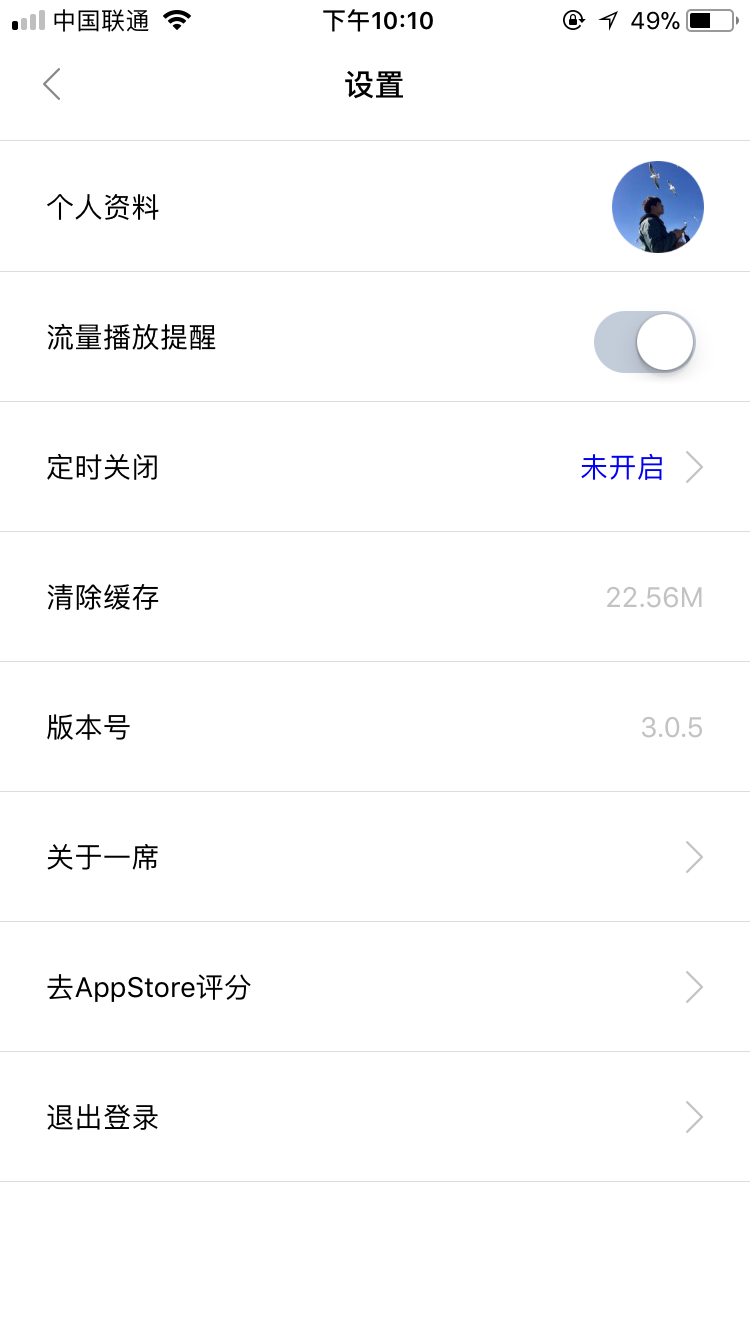 中国联通 下午10:10 49%
设置
个人资料
流量播放提醒
定时关闭 未开启
清除缓存 22.56M
版本号 3.0.5
关于一席
去AppStore评分
退出登录